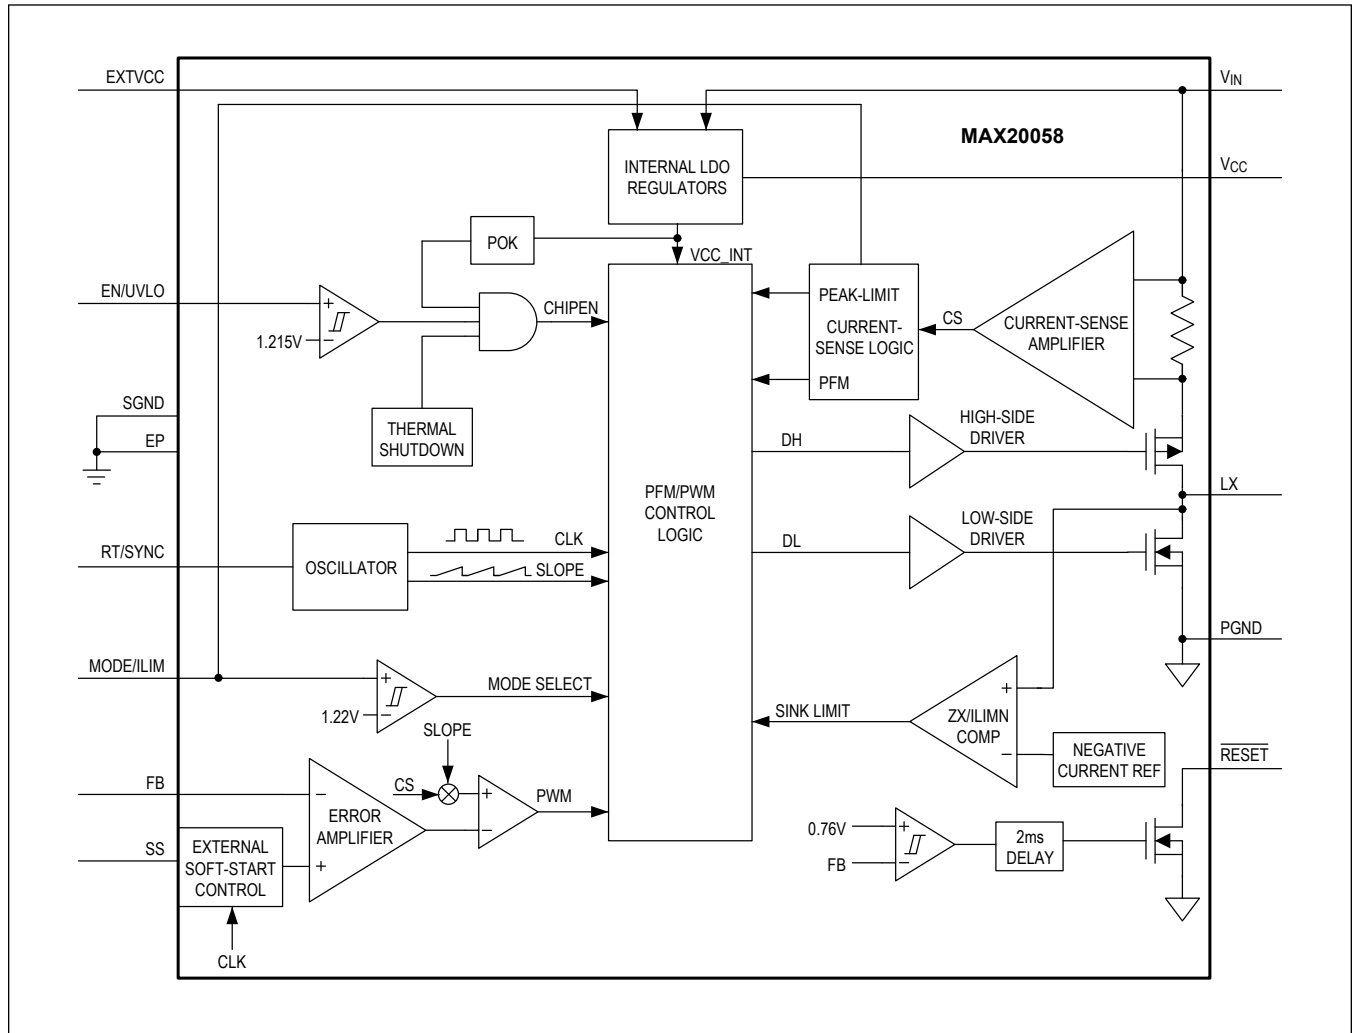 EXTVCC
VIN
MAX20058
INTERNAL LDO
REGULATORS
VCC
POK
VCC_INT
EN/UVLO
+
1.215V
−
CHIPEN
PEAK-LIMIT
CURRENT-
SENSE LOGIC
PFM
CS
CURRENT-SENSE
AMPLIFIER
SGND
EP
THERMAL
SHUTDOWN
HIGH-SIDE
DRIVER
DH
LX
PFM/PWM
CONTROL
LOGIC
RT/SYNC
OSCILLATOR
CLK
SLOPE
DL
LOW-SIDE
DRIVER
PGND
MODE/ILIM
+
1.22V
−
MODE SELECT
SINK LIMIT
+
ZX/ILIMN
COMP
−
NEGATIVE
CURRENT REF
RESET
SLOPE
FB
−
ERROR
AMPLIFIER
+
CS
+
−
PWM
SS
EXTERNAL
SOFT-START
CONTROL
CLK
0.76V
+
FB
−
2ms
DELAY